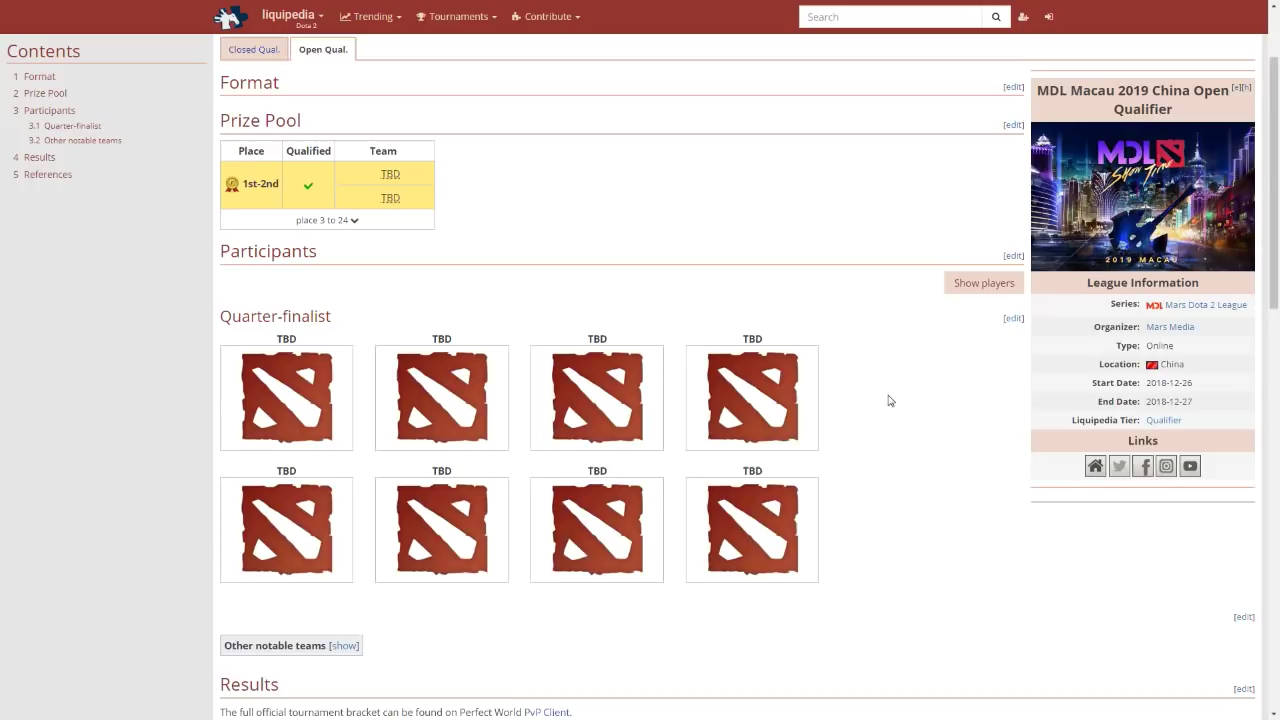 liquipedia
Dota 2
Trending
Tournaments
Contribute
Search
Contents
1 Format
2 Prize Pool
3 Participants
3.1 Quarter-finalist
3.2 Other notable teams
4 Results
5 References
Closed Qual.
Open Qual.
Format
[edit]
Prize Pool
[edit]
Place Qualified Team
1st-2nd
TBD
TBD
place 3 to 24
Participants
[edit]
Show players
Quarter-finalist
[edit]
TBD TBD TBD TBD
TBD TBD TBD TBD
[edit]
Other notable teams [show]
Results
[edit]
The full official tournament bracket can be found on Perfect World PvP Client.
MDL Macau 2019 China Open Qualifier
[e][h]
MDL
Show Time
2019 MACAU
League Information
Series: MDL Mars Dota 2 League
Organizer: Mars Media
Type: Online
Location: China
Start Date: 2018-12-26
End Date: 2018-12-27
Liquipedia Tier: Qualifier
Links